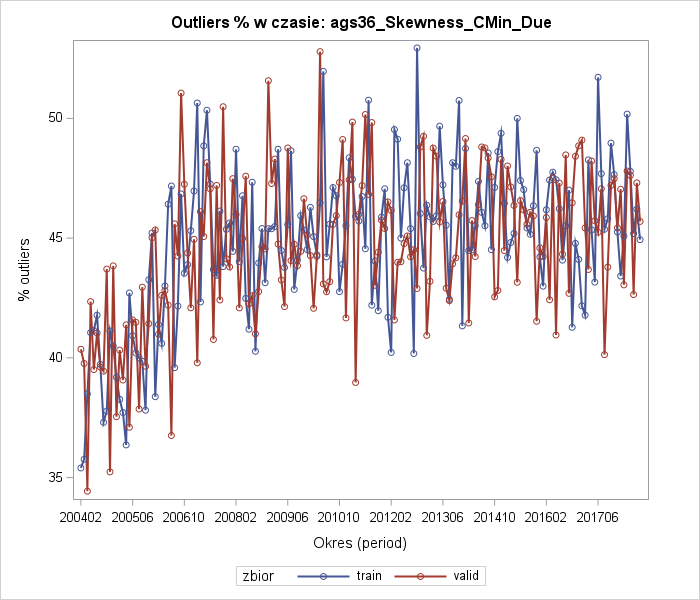 Outliers % w czasie: ags36_Skewness_CMin_Due
% outliers
50
45
40
35
200402 200506 200610 200802 200906 201010 201202 201306 201410 201602 201706
Okres (period)
zbior train valid